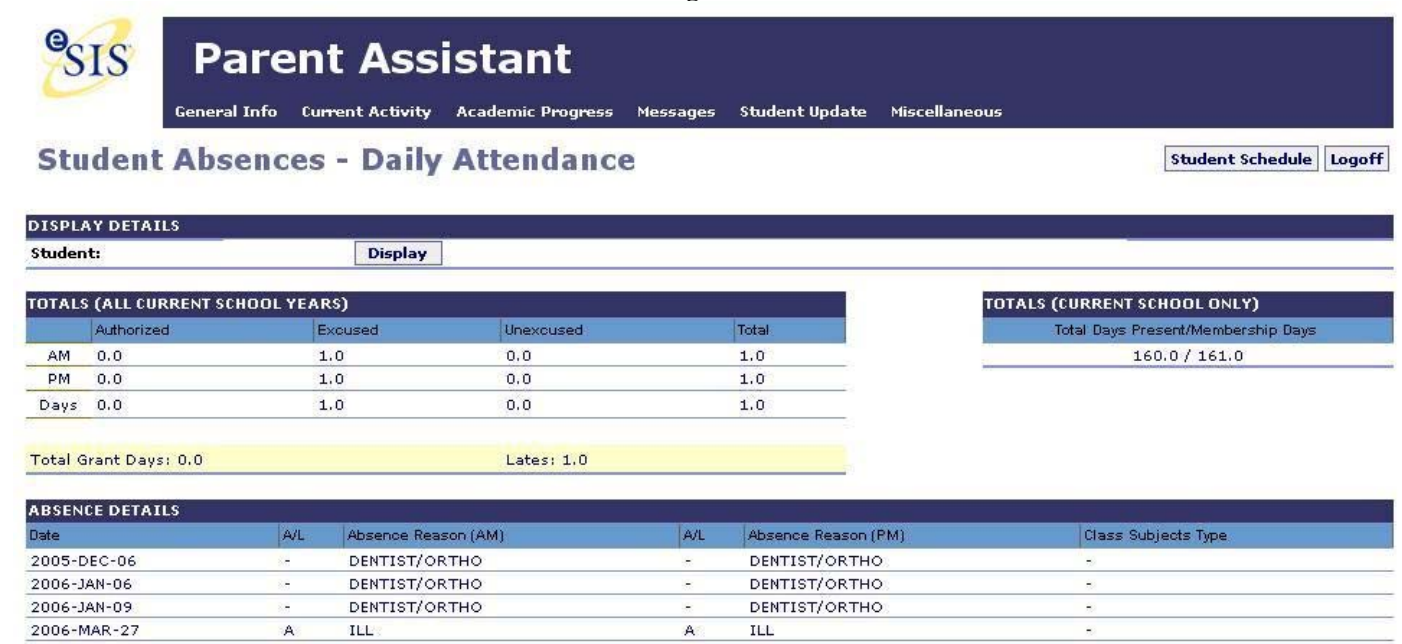 eSIS
Parent Assistant
General Info Current Activity Academic Progress Messages Student Update Miscellaneous
Student Absences - Daily Attendance
Student Schedule Logoff
DISPLAY DETAILS
Student: Display
TOTALS (ALL CURRENT SCHOOL YEARS) TOTALS (CURRENT SCHOOL ONLY)
Authorized Excused Unexcused Total Total Days Present/Membership Days
AM 0.0 1.0 0.0 1.0 160.0 / 161.0
PM 0.0 1.0 0.0 1.0
Days 0.0 1.0 0.0 1.0
Total Grant Days: 0.0 Lates: 1.0
ABSENCE DETAILS
Date A/L Absence Reason (AM) A/L Absence Reason (PM) Class Subjects Type
2005-DEC-06 - DENTIST/ORTHO - DENTIST/ORTHO -
2006-JAN-06 - DENTIST/ORTHO - DENTIST/ORTHO -
2006-JAN-09 - DENTIST/ORTHO - DENTIST/ORTHO -
2006-MAR-27 A ILL A ILL -